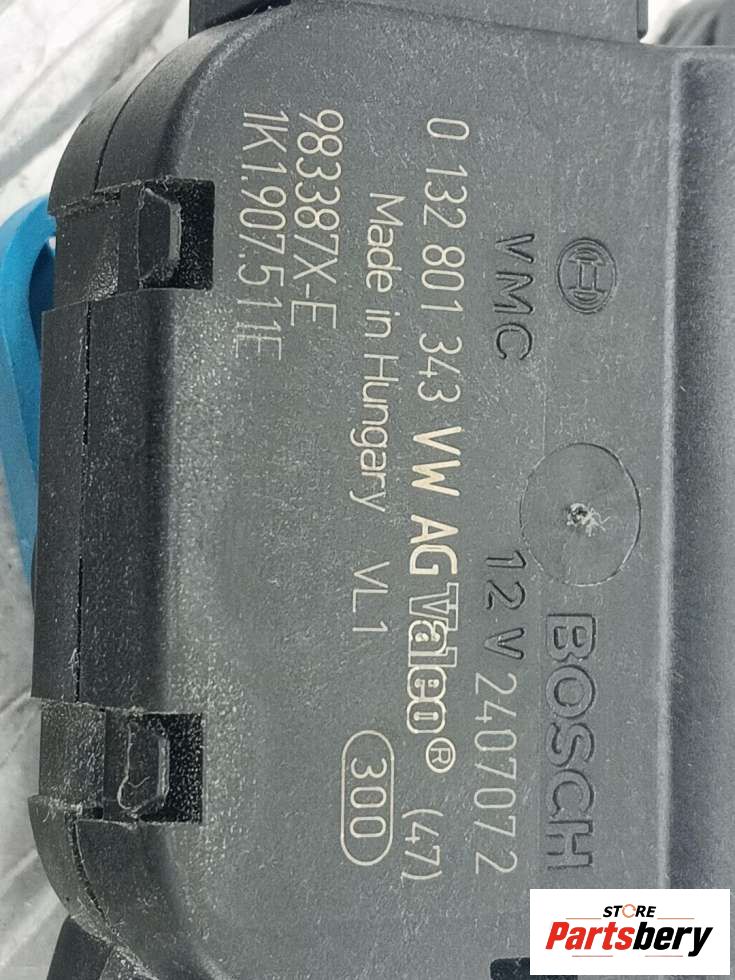 BOSCH
VMC 12V 2407072
0 132 801 343 VW AG Valeo® (47)
Made in Hungary VL1 300
983387X-E
1K1.907.511E
STORE
Partsbery